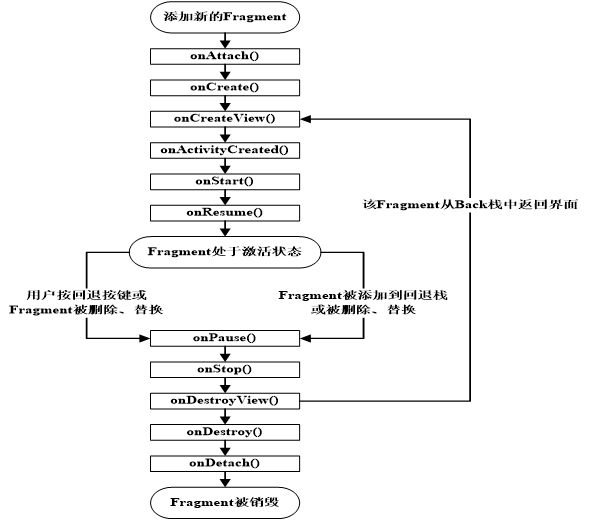 添加新的Fragment
onAttach()
onCreate()
onCreateView()
onActivityCreated()
onStart()
onResume()
该Fragment从Back栈中返回界面
Fragment处于激活状态
用户按回退按键或
Fragment被删除、替换
Fragment被添加到回退栈
或被删除、替换
onPause()
onStop()
onDestroyView()
onDestroy()
onDetach()
Fragment被销毁